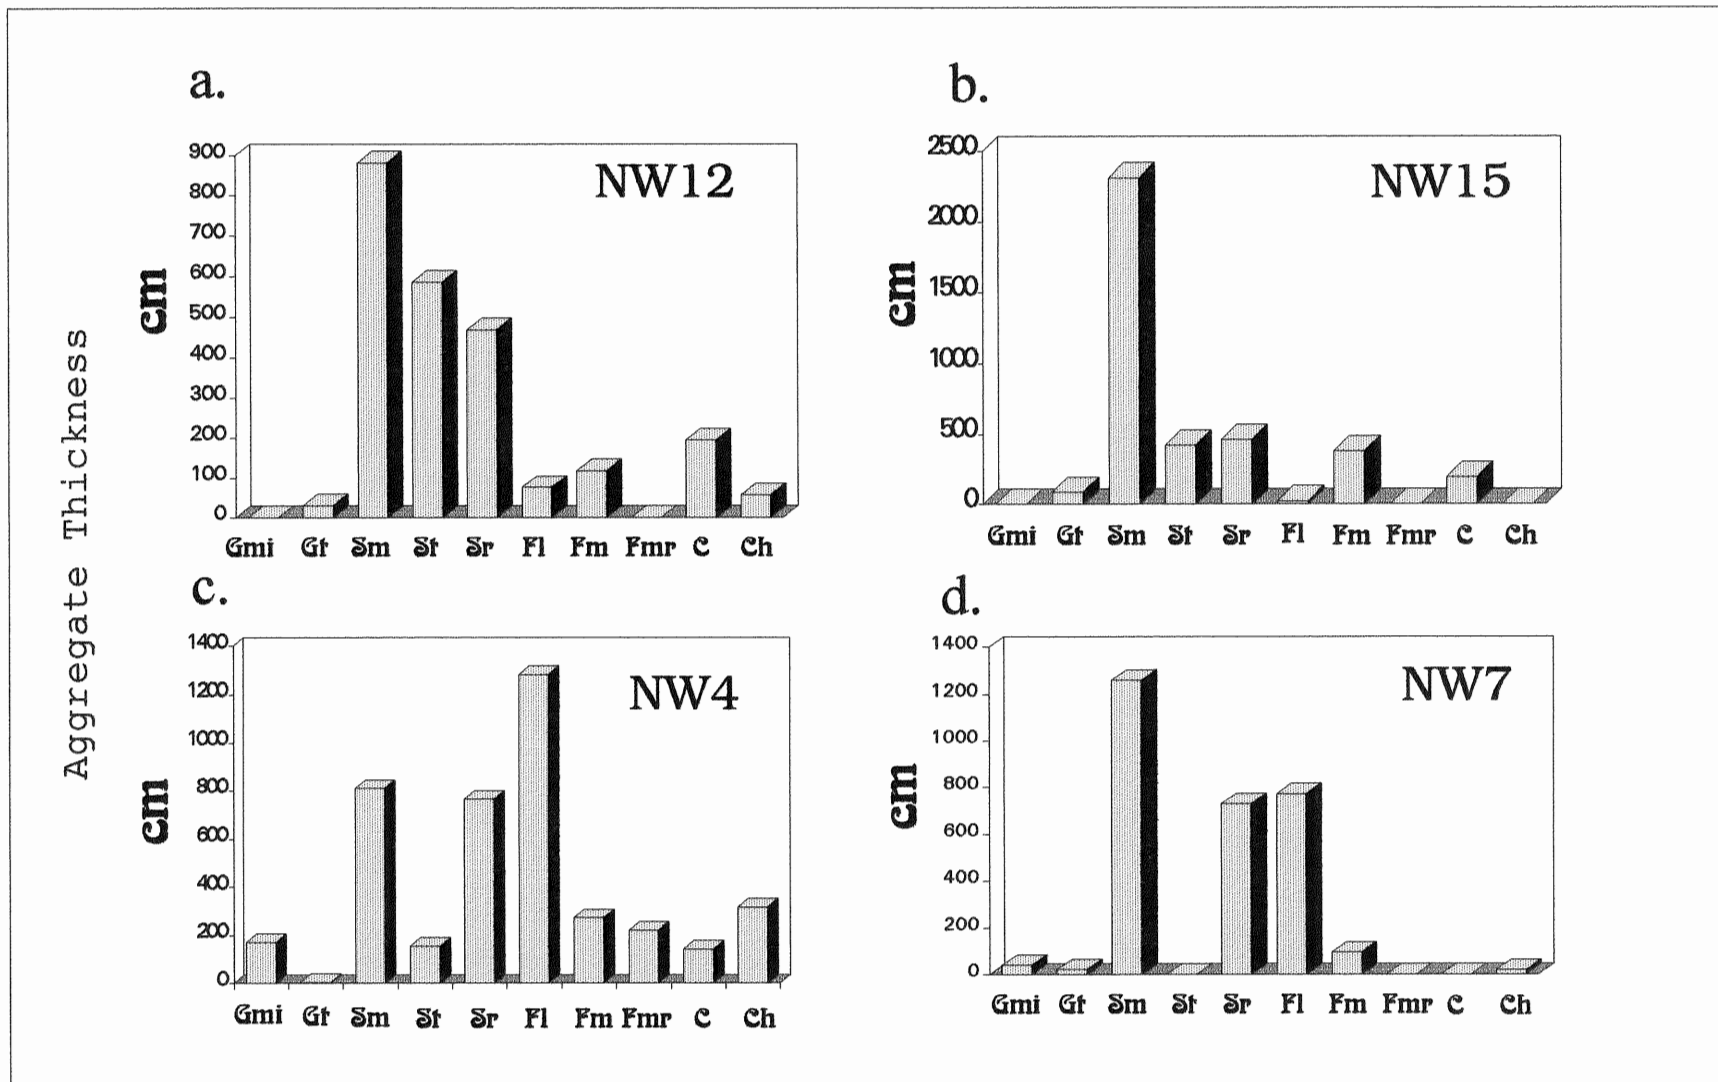 a.
NW12
cm
900
800
700
600
500
400
300
200
100
0
Gmi Gt Sm St Sr Fl Fm Fmr C Ch
b.
NW15
cm
2500
2000
1500
1000
500
0
Gmi Gt Sm St Sr Fl Fm Fmr C Ch
Aggregate Thickness
c.
NW4
cm
1400
1200
1000
800
600
400
200
0
Gmi Gt Sm St Sr Fl Fm Fmr C Ch
d.
NW7
cm
1400
1200
1000
800
600
400
200
0
Gmi Gt Sm St Sr Fl Fm Fmr C Ch